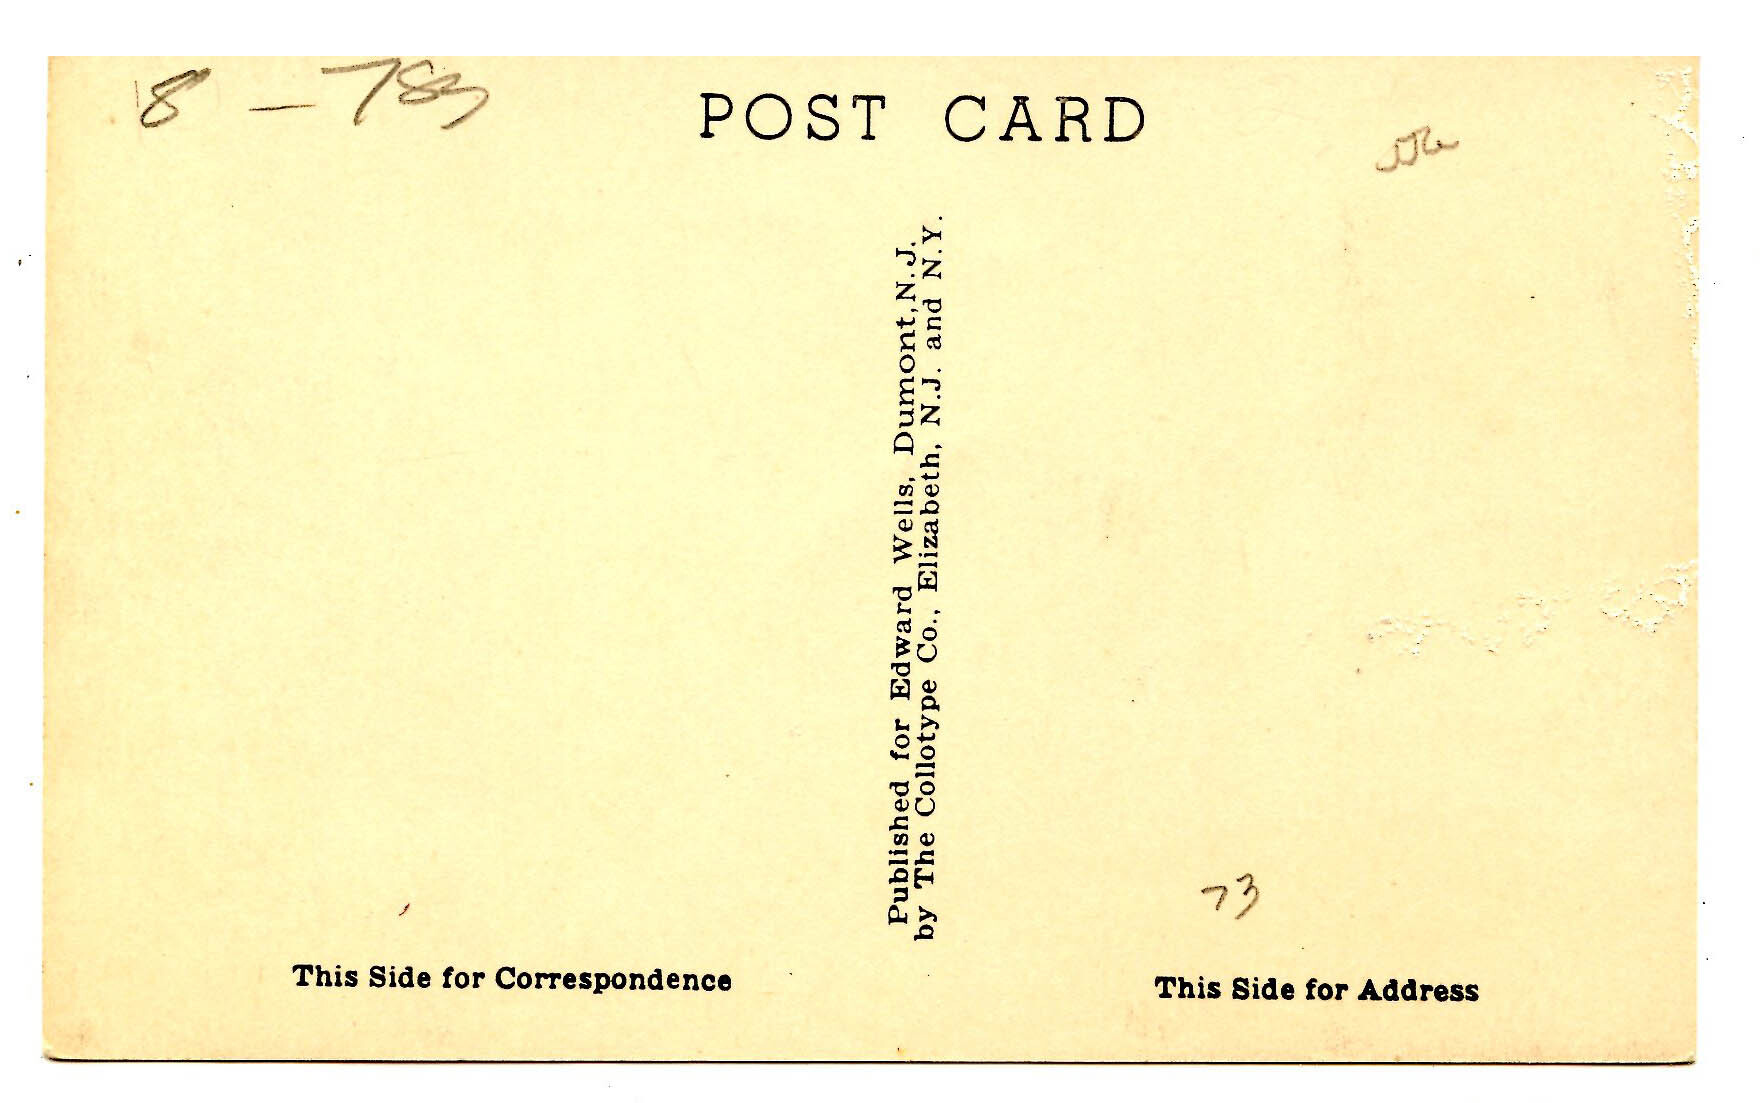 8 — 783
POST CARD
Published for Edward Wells, Dumont, N.J.
by The Collotype Co., Elizabeth, N.J. and N.Y.
73
This Side for Correspondence
This Side for Address